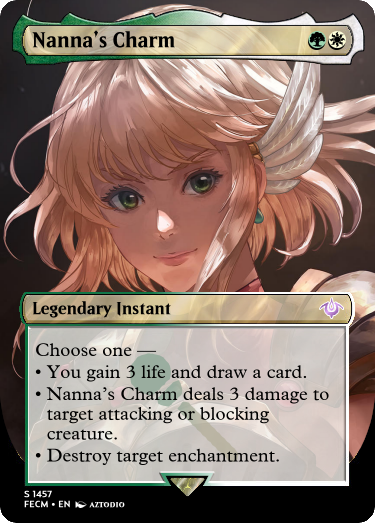 Nanna's Charm
Legendary Instant
Choose one —
• You gain 3 life and draw a card.
• Nanna's Charm deals 3 damage to
target attacking or blocking
creature.
• Destroy target enchantment.
S 1457
FECM • EN AZTODIO